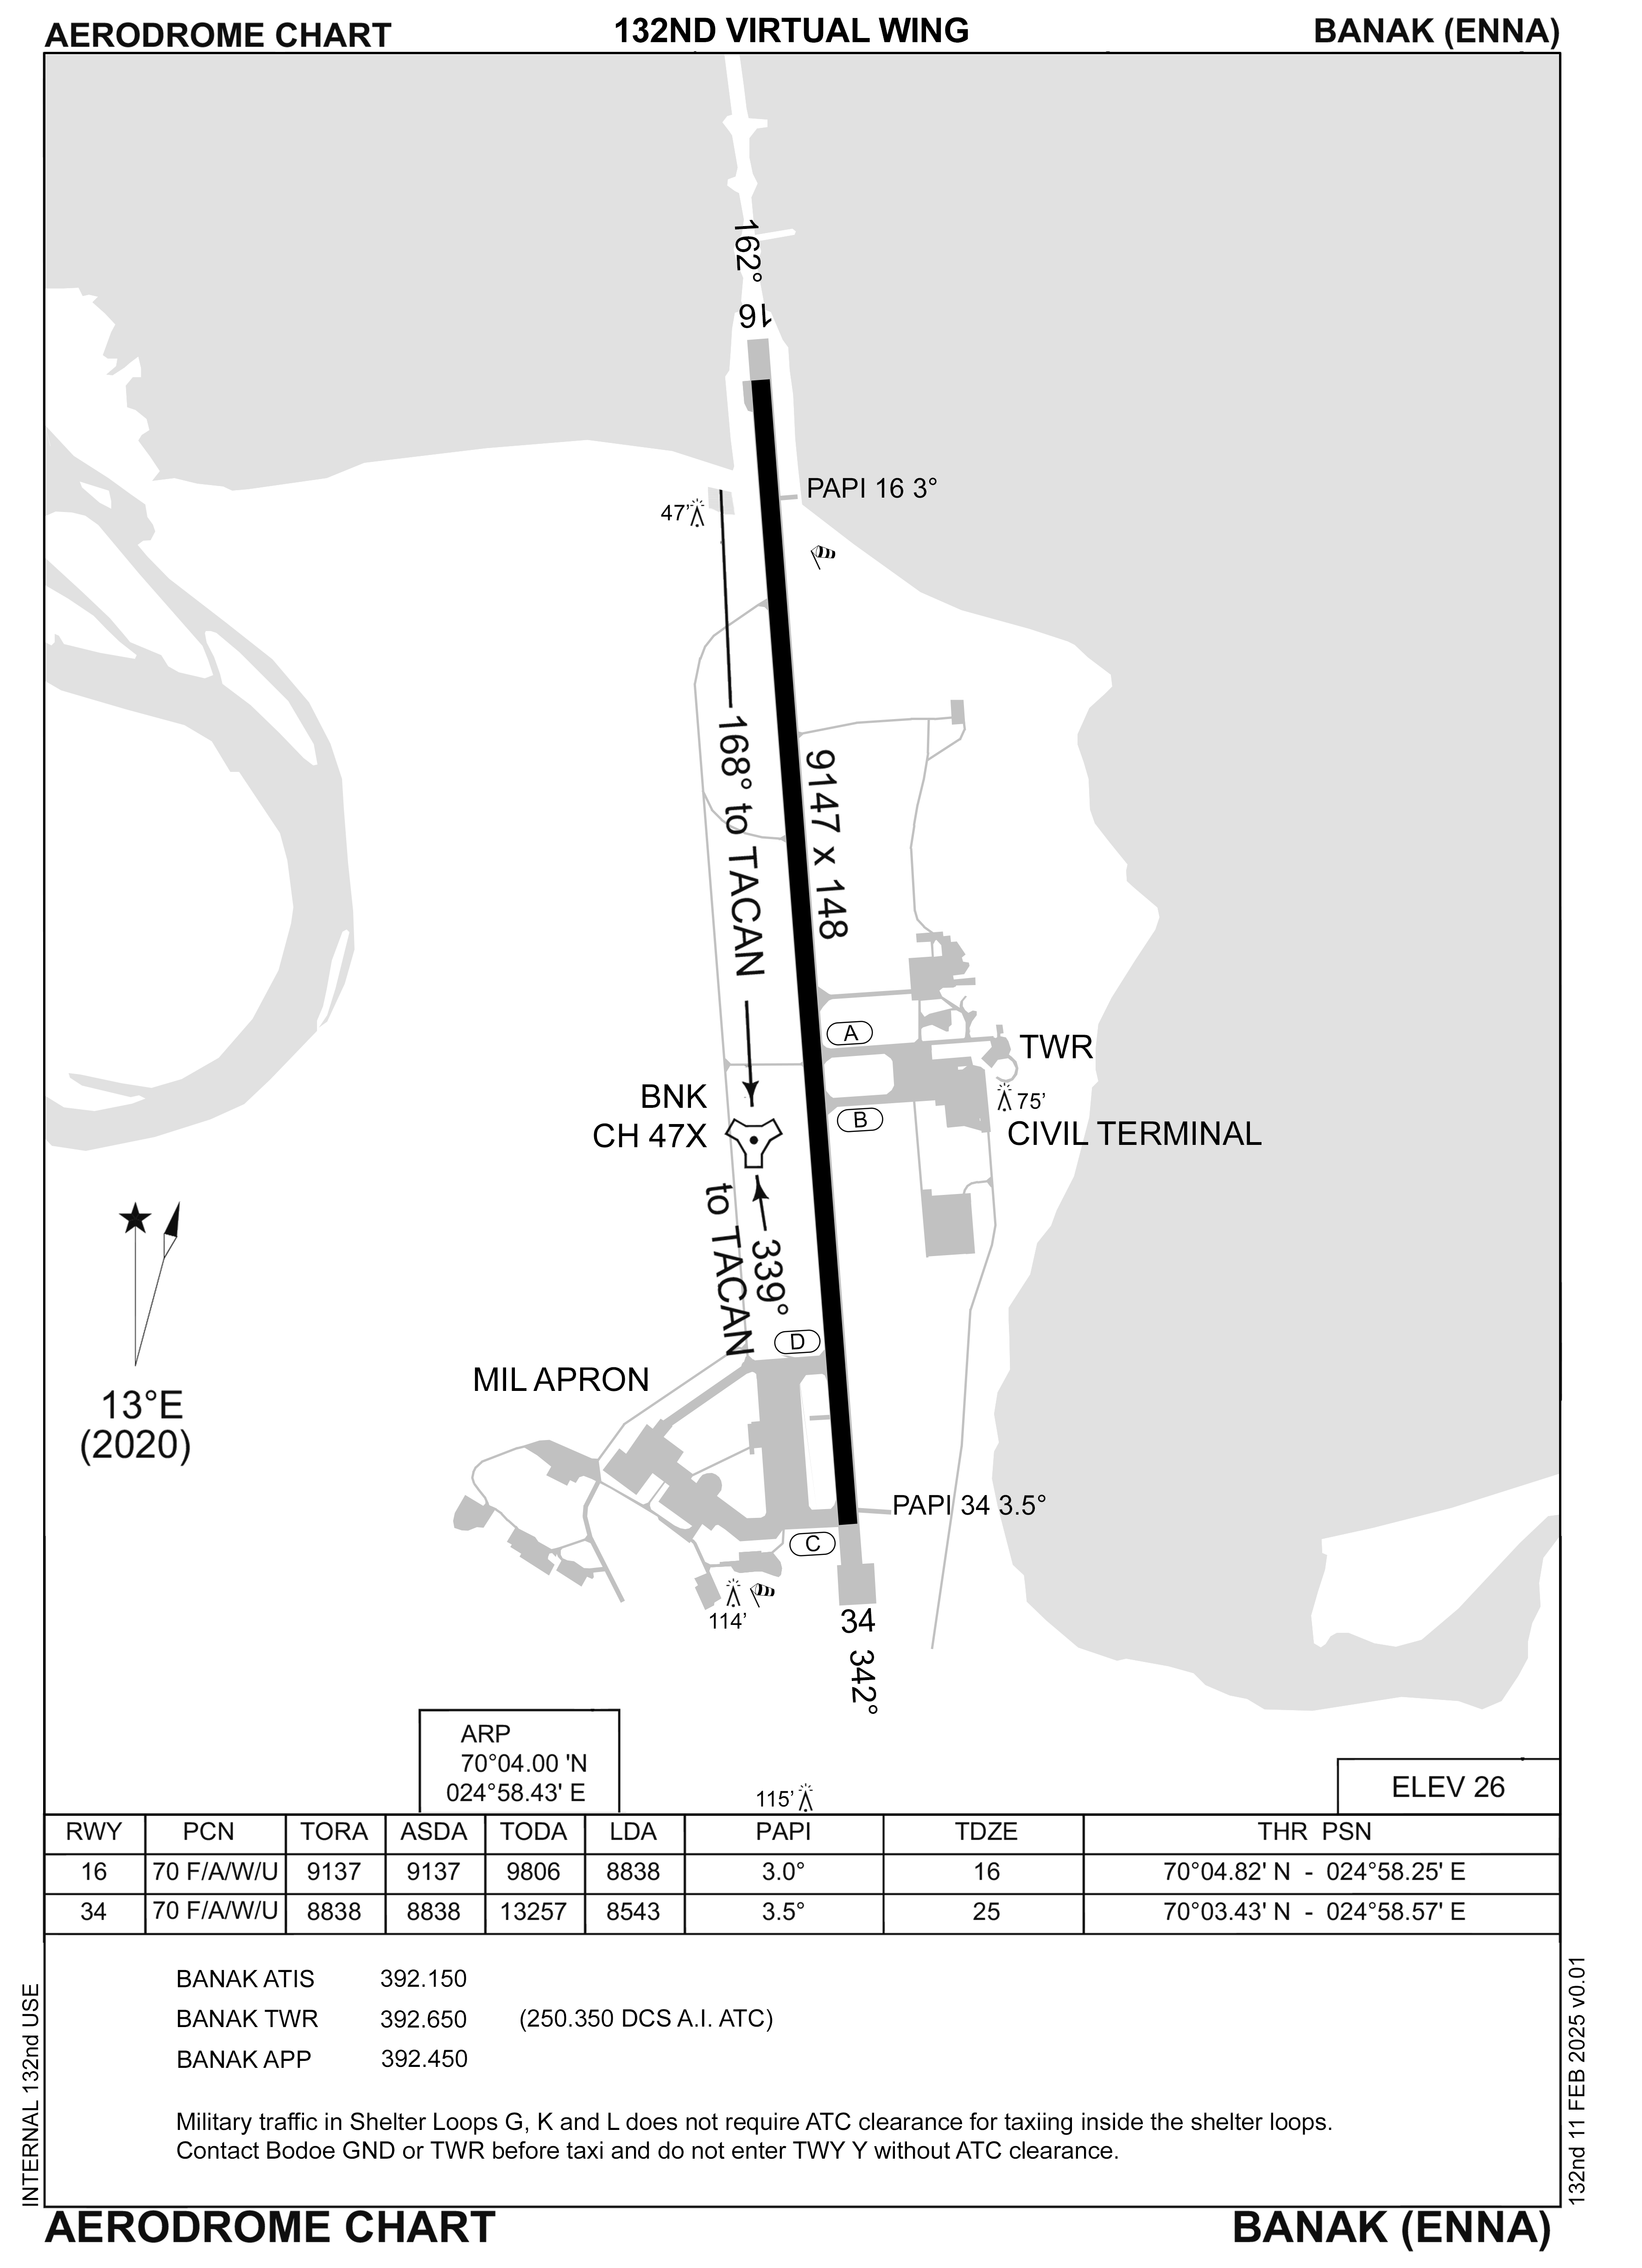 AERODROME CHART
132ND VIRTUAL WING
BANAK (ENNA)
162°
16
PAPI 16 3°
47'
168° to TACAN
9147 x 148
A
TWR
BNK
75'
B
CH 47X
CIVIL TERMINAL
339°
to TACAN
D
MIL APRON
13°E
(2020)
PAPI 34 3.5°
C
114'
34
342°
ARP
70°04.00 'N
024°58.43' E
115'
ELEV 26
RWY PCN TORA ASDA TODA LDA PAPI TDZE THR PSN
16 70 F/A/W/U 9137 9137 9806 8838 3.0° 16 70°04.82' N - 024°58.25' E
34 70 F/A/W/U 8838 8838 13257 8543 3.5° 25 70°03.43' N - 024°58.57' E
BANAK ATIS 392.150
BANAK TWR 392.650 (250.350 DCS A.I. ATC)
BANAK APP 392.450
Military traffic in Shelter Loops G, K and L does not require ATC clearance for taxiing inside the shelter loops.
Contact Bodoe GND or TWR before taxi and do not enter TWY Y without ATC clearance.
INTERNAL 132nd USE
132nd 11 FEB 2025 v0.01
AERODROME CHART
BANAK (ENNA)